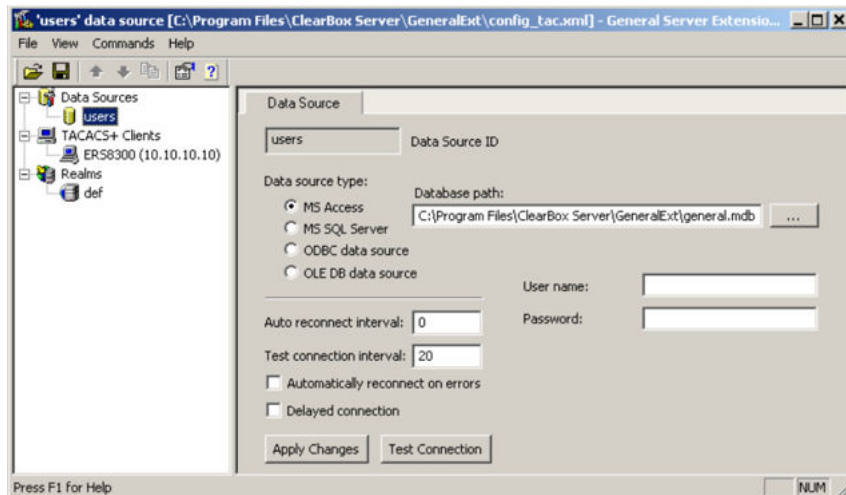 'users' data source [C:\Program Files\ClearBox Server\GeneralExt\config_tac.xml] - General Server Extensio...
File View Commands Help
Data Sources
users
TACACS+ Clients
ERS8300 (10.10.10.10)
Realms
def
Data Source
users Data Source ID
Data source type:
Database path:
MS Access
C:\Program Files\ClearBox Server\GeneralExt\general.mdb ...
MS SQL Server
ODBC data source
OLE DB data source
User name:
Auto reconnect interval: 0
Password:
Test connection interval: 20
Automatically reconnect on errors
Delayed connection
Apply Changes Test Connection
Press F1 for Help NUM